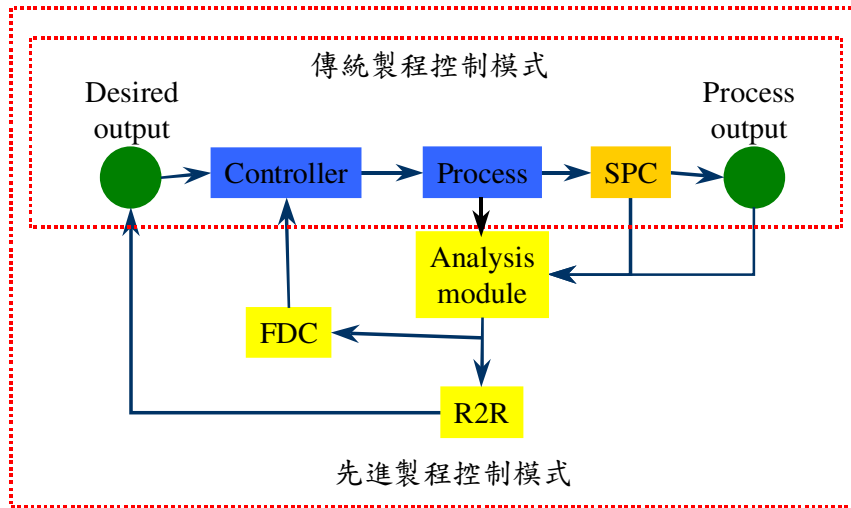 傳統製程控制模式
Desired
output
Process
output
Controller
Process
SPC
Analysis
module
FDC
R2R
先進製程控制模式